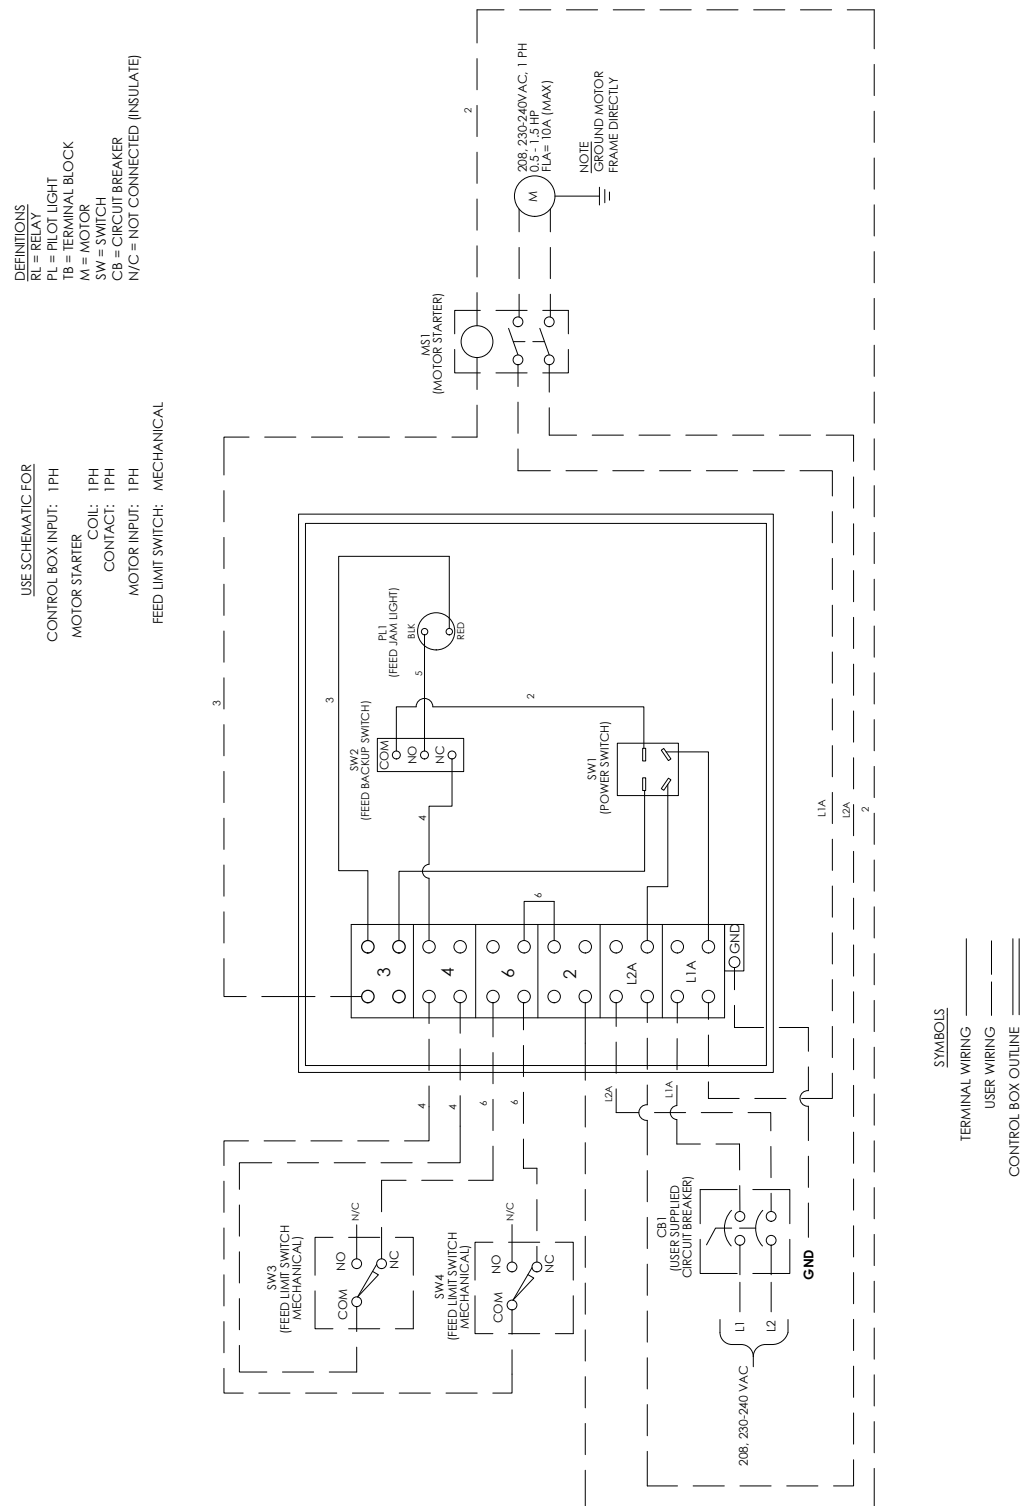 DEFINITIONS
RL = RELAY
PL = PILOT LIGHT
TB = TERMINAL BLOCK
M = MOTOR
SW = SWITCH
CB = CIRCUIT BREAKER
N/C = NOT CONNECTED (INSULATE)
USE SCHEMATIC FOR
CONTROL BOX INPUT: 1PH
MOTOR STARTER
COIL: 1PH
CONTACT: 1PH
MOTOR INPUT: 1PH
FEED LIMIT SWITCH: MECHANICAL
2
208, 230-240VAC, 1 PH
0.5 - 1.5 HP
FLA= 10A (MAX)
M
NOTE
GROUND MOTOR
FRAME DIRECTLY
MS1
(MOTOR STARTER)
3
3
PL1
(FEED JAM LIGHT)
BLK
RED
5
2
SW2
(FEED BACKUP SWITCH)
COM
NO
NC
4
SW1
(POWER SWITCH)
L1A
L2A
2
6
3
4
6
2
L2A
L1A
GND
4
4
6
6
L2A
L1A
SW3
(FEED LIMIT SWITCH
MECHANICAL)
COM
NO
NC
N/C
SW4
(FEED LIMIT SWITCH
MECHANICAL)
COM
NO
NC
N/C
CB1
(USER SUPPLIED
CIRCUIT BREAKER)
GND
L1
L2
208, 230-240 VAC
SYMBOLS
TERMINAL WIRING
USER WIRING
CONTROL BOX OUTLINE